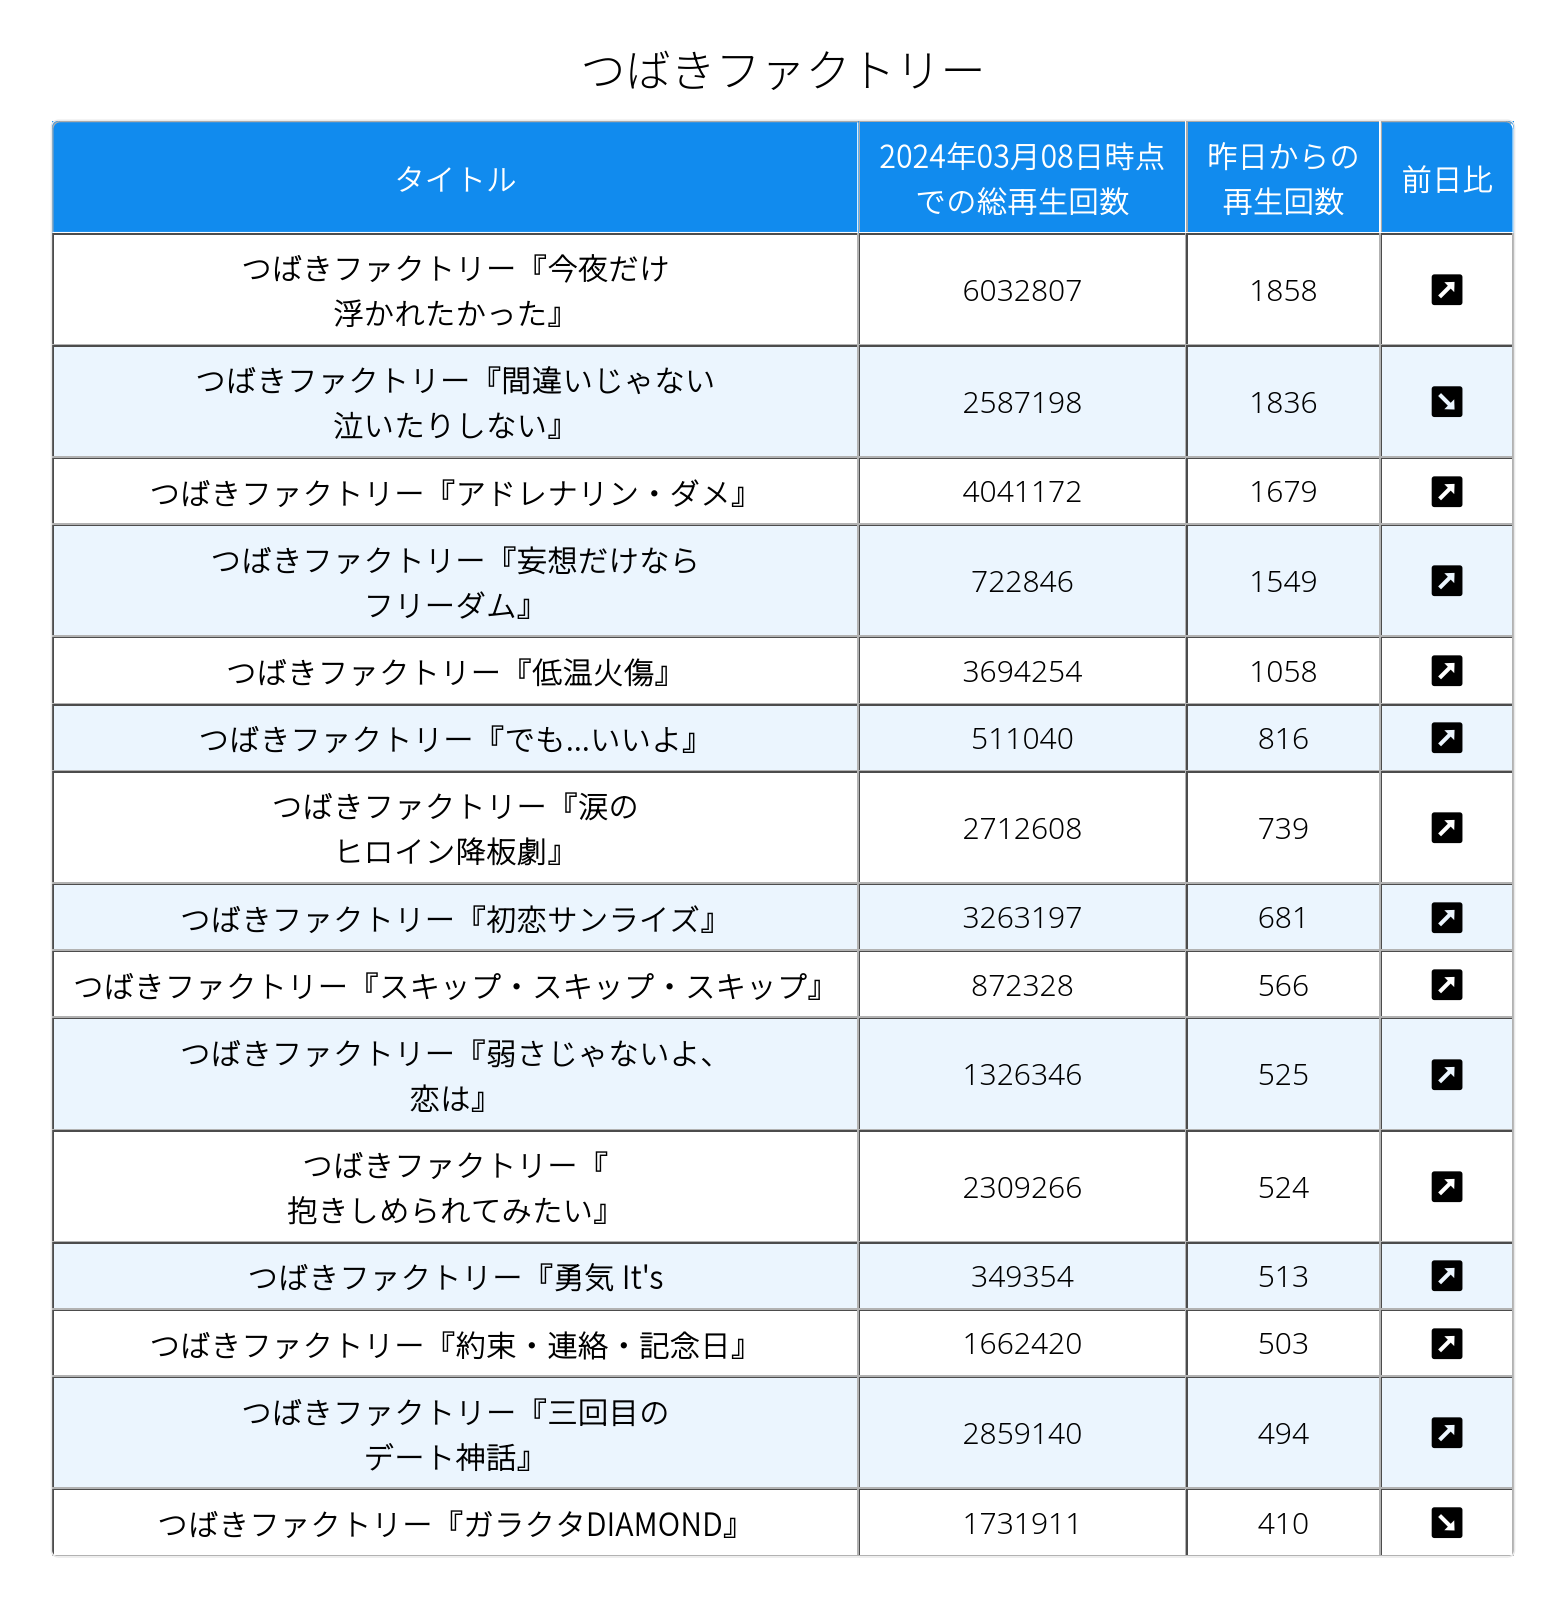 つばきファクトリー
タイトル
2024年03月08日時点
での総再生回数
昨日からの
再生回数
前日比
つばきファクトリー『今夜だけ
浮かれたかった』
6032807
1858
つばきファクトリー『間違いじゃない
泣いたりしない』
2587198
1836
つばきファクトリー『アドレナリン・ダメ』
4041172
1679
つばきファクトリー『妄想だけなら
フリーダム』
722846
1549
つばきファクトリー『低温火傷』
3694254
1058
つばきファクトリー『でも...いいよ』
511040
816
つばきファクトリー『涙の
ヒロイン降板劇』
2712608
739
つばきファクトリー『初恋サンライズ』
3263197
681
つばきファクトリー『スキップ・スキップ・スキップ』
872328
566
つばきファクトリー『弱さじゃないよ、
恋は』
1326346
525
つばきファクトリー『
抱きしめられてみたい』
2309266
524
つばきファクトリー『勇気 It's
349354
513
つばきファクトリー『約束・連絡・記念日』
1662420
503
つばきファクトリー『三回目の
デート神話』
2859140
494
つばきファクトリー『ガラクタDIAMOND』
1731911
410